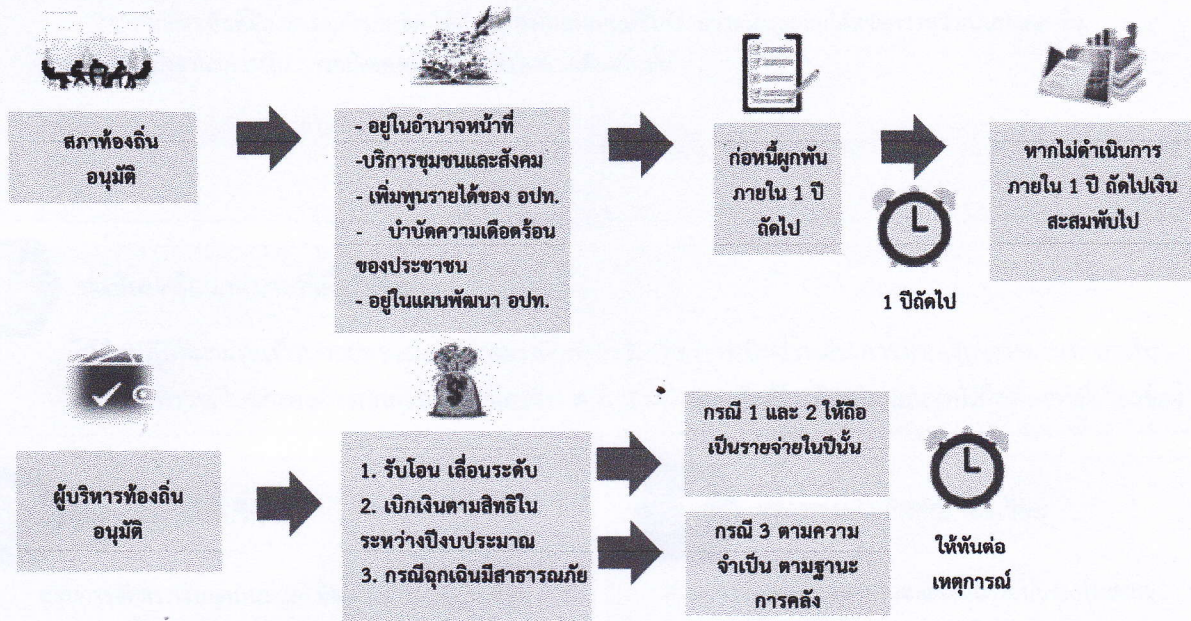 สภาท้องถิ่น
อนุมัติ
- อยู่ในอำนาจหน้าที่
-บริการชุมชนและสังคม
- เพิ่มพูนรายได้ของ อปท.
- บำบัดความเดือดร้อน
ของประชาชน
- อยู่ในแผนพัฒนา อปท.
ก่อหนี้ผูกพัน
ภายใน 1 ปี
ถัดไป
1 ปีถัดไป
หากไม่ดำเนินการ
ภายใน 1 ปี ถัดไปเงิน
สะสมพับไป
ผู้บริหารท้องถิ่น
อนุมัติ
1. รับโอน เลื่อนระดับ
2. เบิกเงินตามสิทธิใน
ระหว่างปีงบประมาณ
3. กรณีฉุกเฉินมีสาธารณภัย
กรณี 1 และ 2 ให้ถือ
เป็นรายจ่ายในปีนั้น
กรณี 3 ตามความ
จำเป็น ตามฐานะ
การคลัง
ให้ทันต่อ
เหตุการณ์